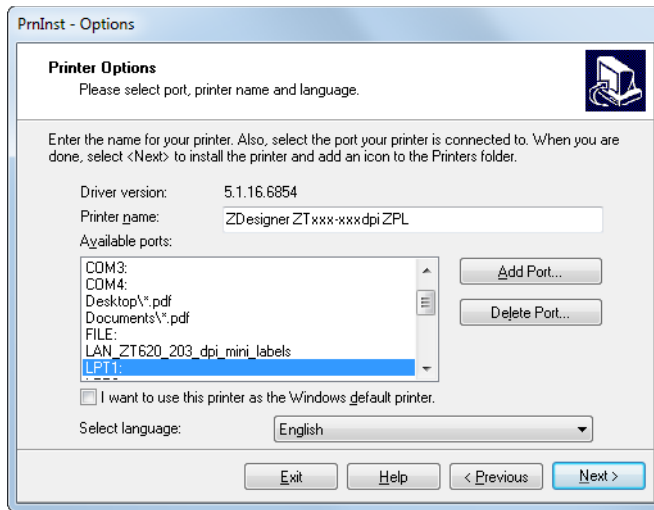 PrnInst - Options
Printer Options
Please select port, printer name and language.
Enter the name for your printer. Also, select the port your printer is connected to. When you are
done, select <Next> to install the printer and add an icon to the Printers folder.
Driver version: 5.1.16.6854
Printer name: ZDesigner ZTxxx-xxxdpi ZPL
Available ports:
COM3:
COM4:
Desktop\*.pdf
Documents\*.pdf
FILE:
LAN_ZT620_203_dpi_mini_labels
LPT1:
Add Port...
Delete Port...
I want to use this printer as the Windows default printer.
Select language: English
Exit Help < Previous Next >